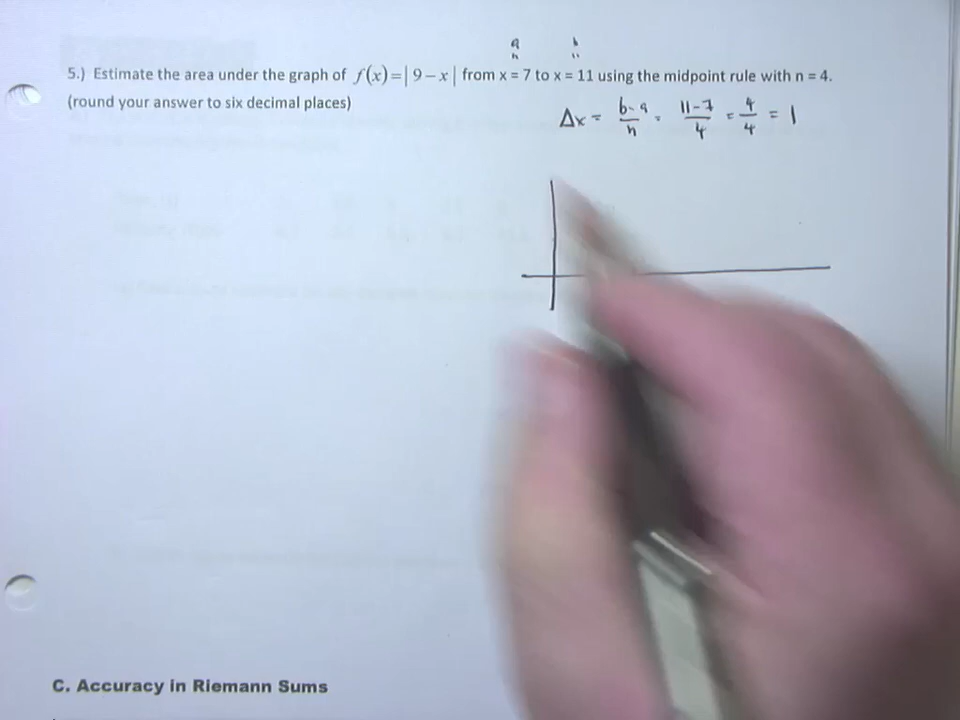 a b
" "
5.) Estimate the area under the graph of f(x)=| 9−x | from x = 7 to x = 11 using the midpoint rule with n = 4.
(round your answer to six decimal places)
Δx = b-a/n = 11-7/4 = 4/4 = 1
C. Accuracy in Riemann Sums